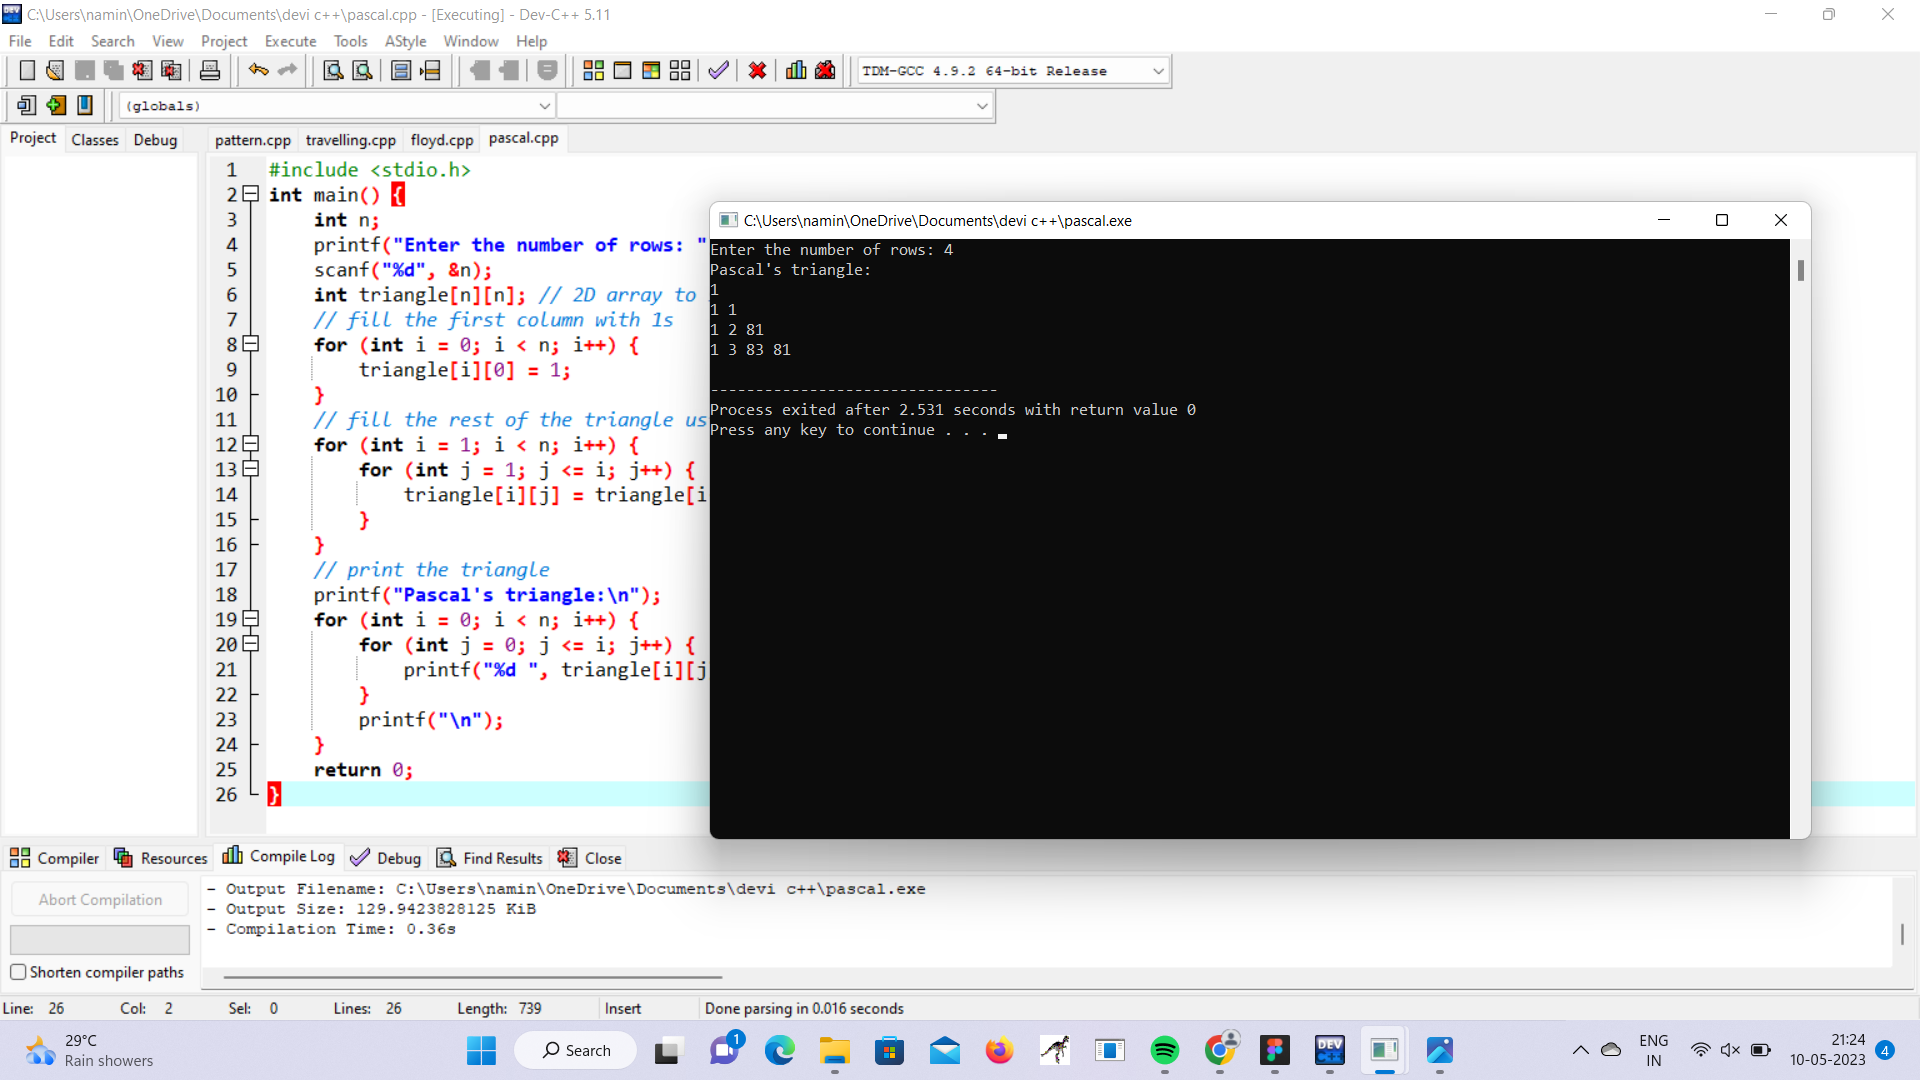 C:\Users\namin\OneDrive\Documents\devi c++\pascal.cpp - [Executing] - Dev-C++ 5.11
File Edit Search View Project Execute Tools AStyle Window Help
TDM-GCC 4.9.2 64-bit Release
(globals)
Project Classes Debug pattern.cpp travelling.cpp floyd.cpp pascal.cpp
1 #include <stdio.h>
2 int main() {
3 int n;
4 printf("Enter the number of rows: "
5 scanf("%d", &n);
6 int triangle[n][n]; // 2D array to
7 // fill the first column with 1s
8 for (int i = 0; i < n; i++) {
9 triangle[i][0] = 1;
10 }
11 // fill the rest of the triangle us
12 for (int i = 1; i < n; i++) {
13 for (int j = 1; j <= i; j++) {
14 triangle[i][j] = triangle[i
15 }
16 }
17 // print the triangle
18 printf("Pascal's triangle:\n");
19 for (int i = 0; i < n; i++) {
20 for (int j = 0; j <= i; j++) {
21 printf("%d ", triangle[i][j
22 }
23 printf("\n");
24 }
25 return 0;
26 }
C:\Users\namin\OneDrive\Documents\devi c++\pascal.exe
Enter the number of rows: 4
Pascal's triangle:
1
1 1
1 2 81
1 3 83 81
--------------------------------
Process exited after 2.531 seconds with return value 0
Press any key to continue . . .
Compiler Resources Compile Log Debug Find Results Close
Abort Compilation
Shorten compiler paths
- Output Filename: C:\Users\namin\OneDrive\Documents\devi c++\pascal.exe
- Output Size: 129.9423828125 KiB
- Compilation Time: 0.36s
Line: 26 Col: 2 Sel: 0 Lines: 26 Length: 739 Insert Done parsing in 0.016 seconds
29°C
Rain showers
Search
1
DEV
C++
ENG
IN
21:24
10-05-2023
4